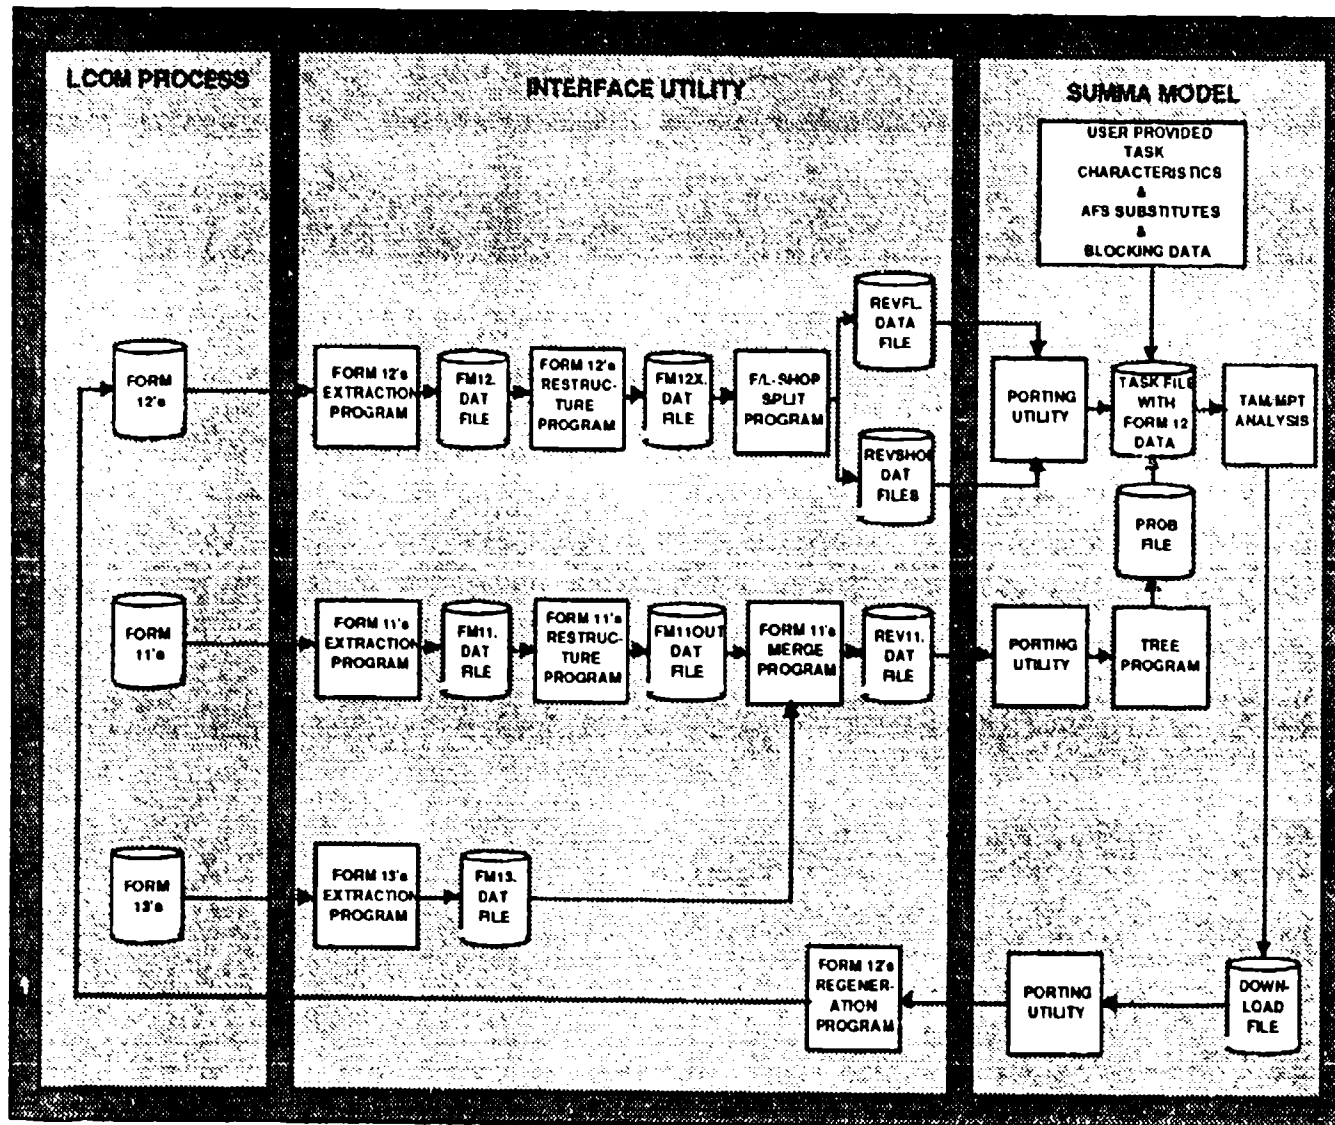 LCOM PROCESS
INTERFACE UTILITY
SUMMA MODEL
USER PROVIDED
TASK
CHARACTERISTICS
&
AFS SUBSTITUTES
&
BLOCKING DATA
FORM
12's
FORM 12's
EXTRACTION
PROGRAM
FM12.
DAT
FILE
FORM 12's
RESTRUC-
TURE
PROGRAM
FM12X.
DAT
FILE
F/L-SHOP
SPLIT
PROGRAM
REVFL.
DATA
FILE
REVSHOP
DAT
FILES
PORTING
UTILITY
TASK FILE
WITH
FORM 12
DATA
TAM/MPT
ANALYSIS
PROB
FILE
FORM
11's
FORM 11's
EXTRACTION
PROGRAM
FM11.
DAT
FILE
FORM 11's
RESTRUC-
TURE
PROGRAM
FM11OUT
DAT
FILE
FORM 11's
MERGE
PROGRAM
REV11.
DAT
FILE
PORTING
UTILITY
TREE
PROGRAM
FORM
13's
FORM 13's
EXTRACTION
PROGRAM
FM13.
DAT
FILE
FORM 12's
REGENER-
ATION
PROGRAM
PORTING
UTILITY
DOWN-
LOAD
FILE